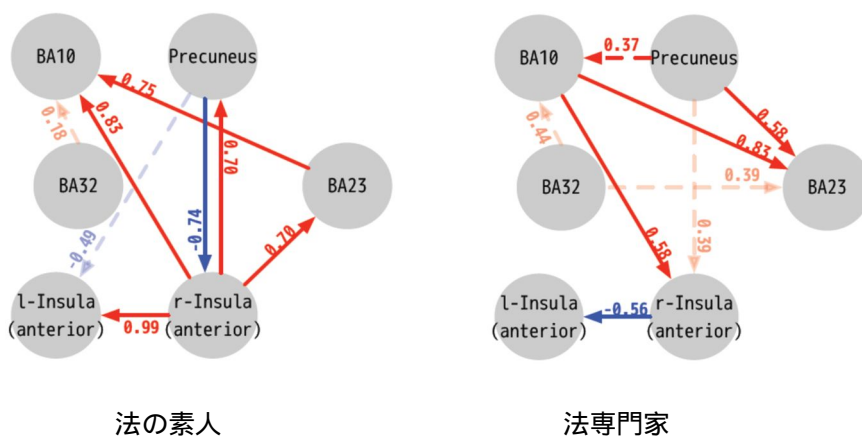 BA10
Precuneus
0.75
0.83
0.18
0.70
BA32
BA23
-0.49
-0.74
0.70
l-Insula
(anterior)
r-Insula
(anterior)
0.99
法の素人
BA10
0.37
Precuneus
0.58
0.83
0.44
BA32
0.39
BA23
0.58
0.39
l-Insula
(anterior)
-0.56
r-Insula
(anterior)
法専門家